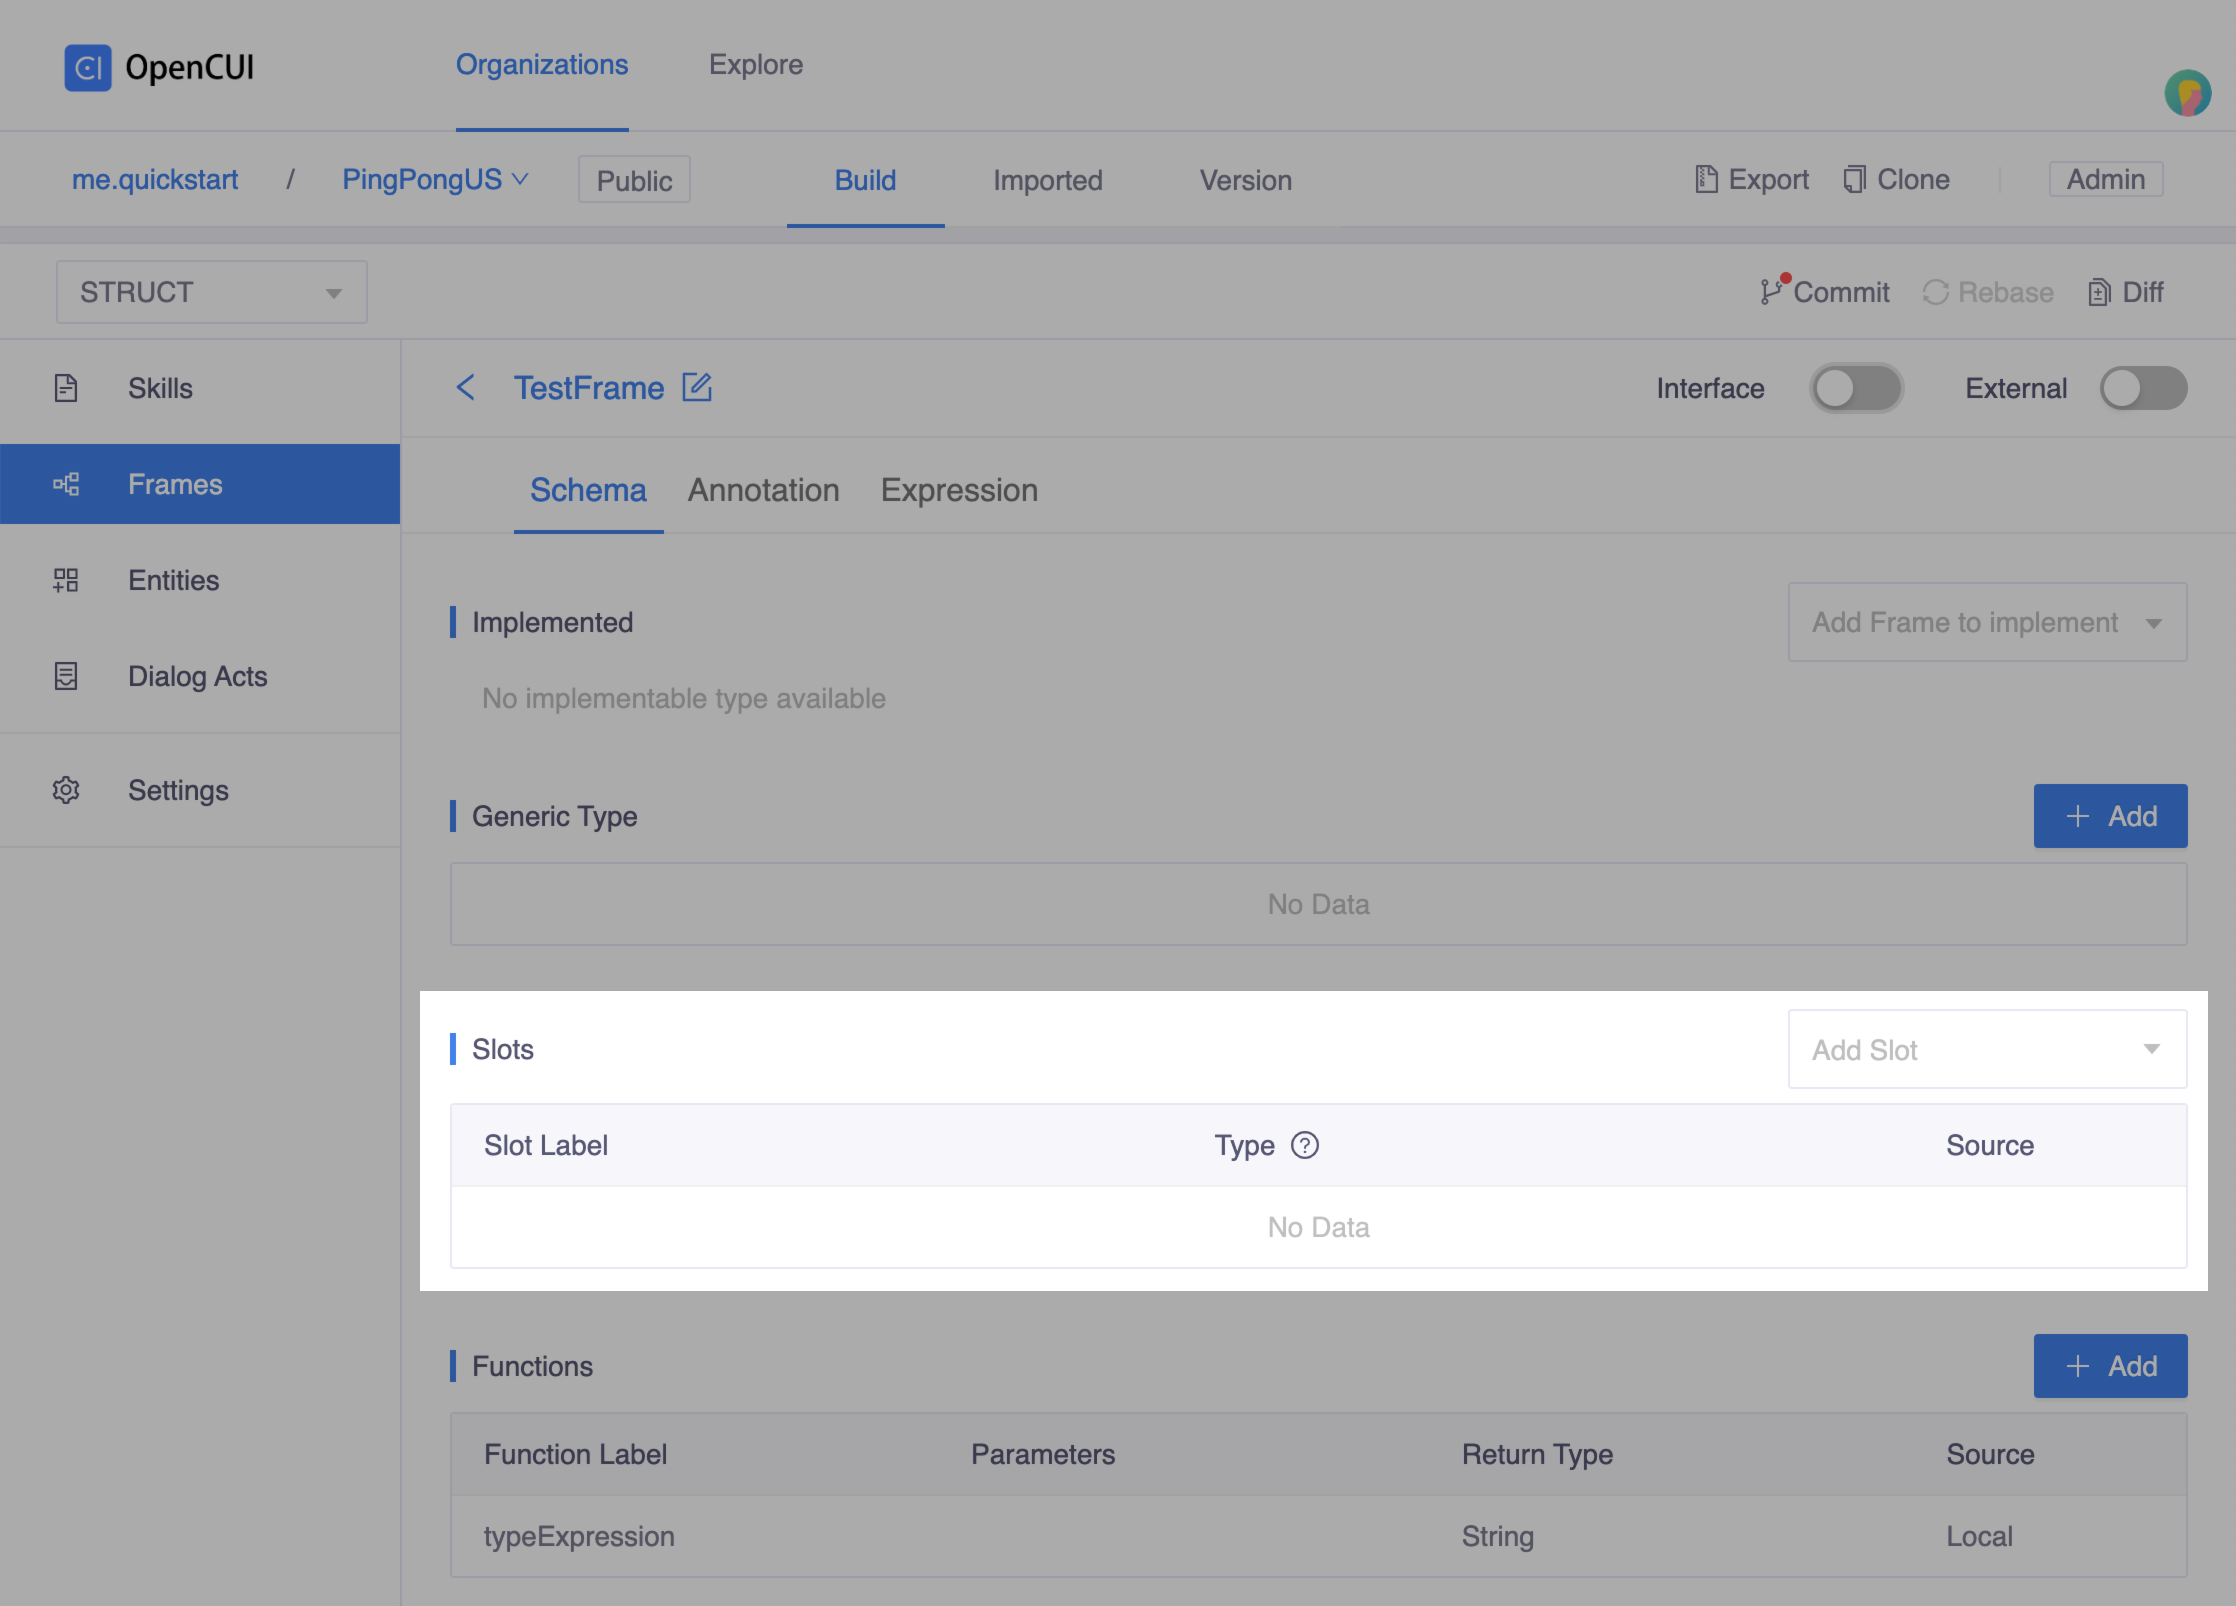 OpenCUI Organizations Explore
me.quickstart / PingPongUS Public Build Imported Version Export Clone Admin
STRUCT Commit Rebase Diff
Skills
Frames
Entities
Dialog Acts
Settings
TestFrame Interface External
Schema Annotation Expression
Implemented Add Frame to implement
No implementable type available
Generic Type + Add
No Data
Slots Add Slot
Slot Label Type ? Source
No Data
Functions + Add
Function Label Parameters Return Type Source
typeExpression String Local